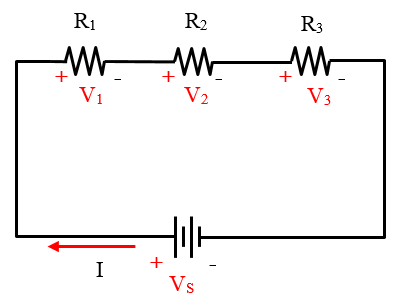 R₁ R₂ R₃
+ - + - + -
V₁ V₂ V₃
I + -
Vₛ